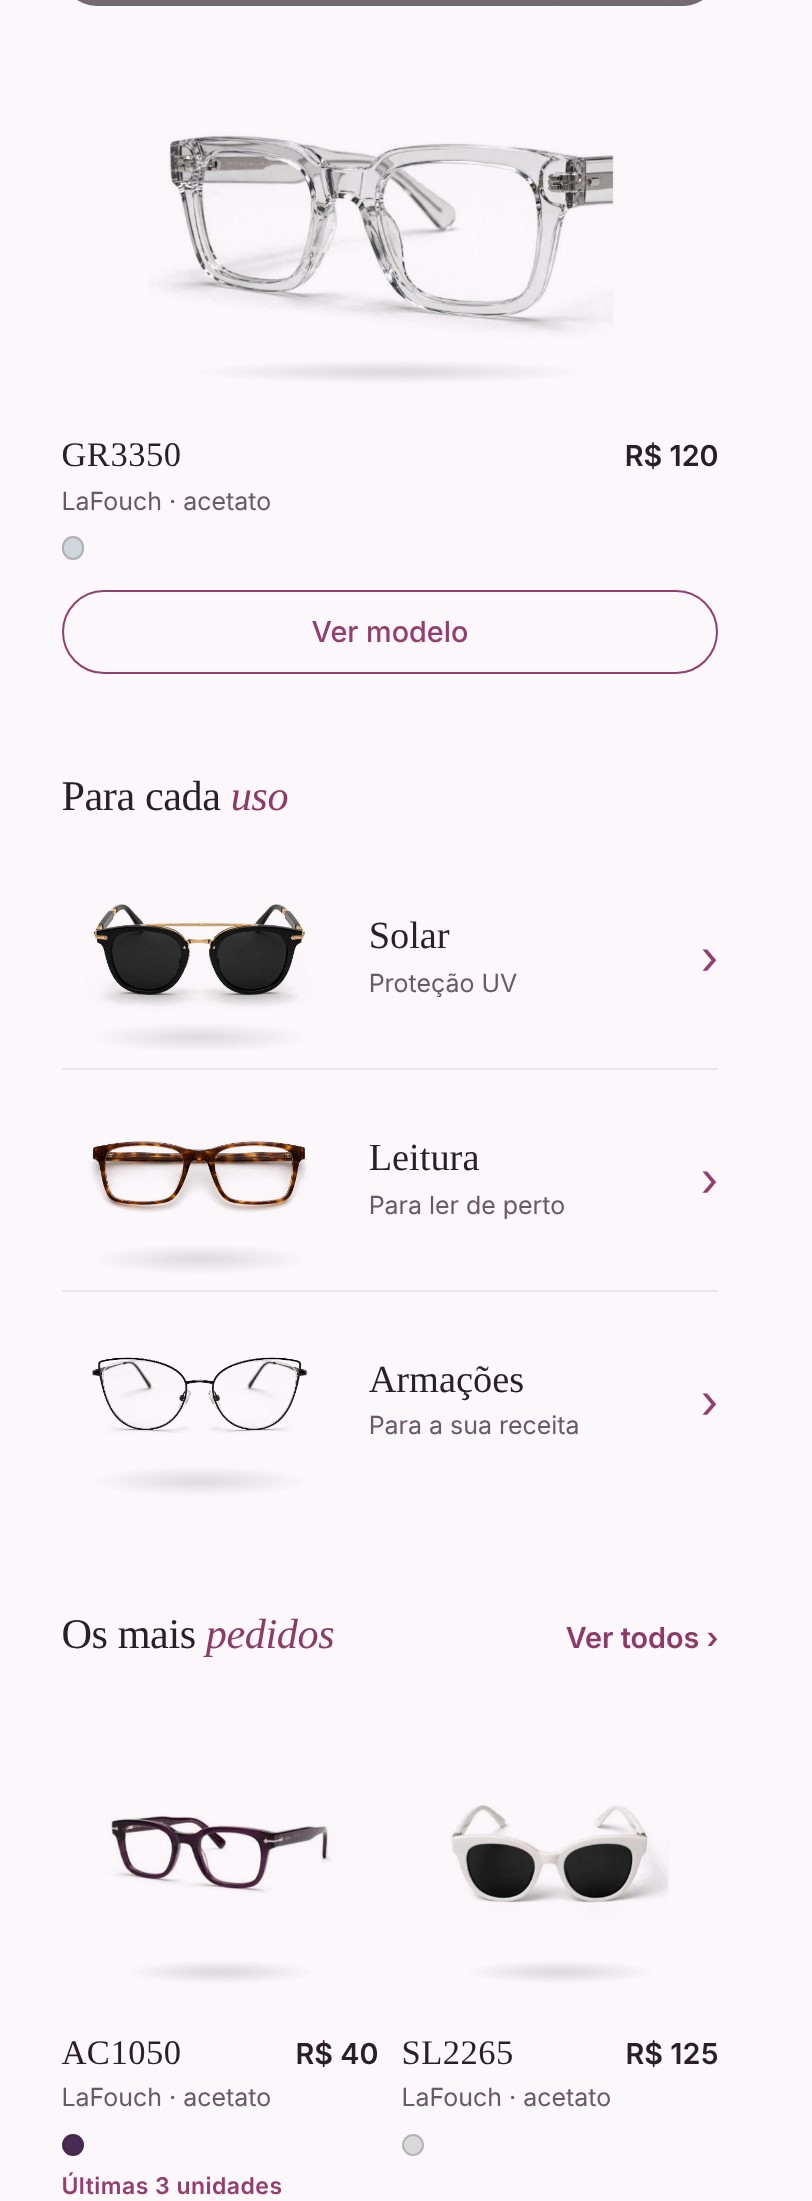 GR3350
R$ 120
LaFouch · acetato
Ver modelo
Para cada uso
Solar
Proteção UV
›
Leitura
Para ler de perto
›
Armações
Para a sua receita
›
Os mais pedidos
Ver todos ›
AC1050
R$ 40
LaFouch · acetato
Últimas 3 unidades
SL2265
R$ 125
LaFouch · acetato